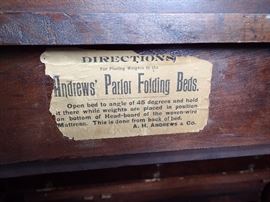 DIRECTIONS
For Placing Weights in the
Andrews' Parlor Folding Beds.
Open bed to angle of 45 degrees and hold
it there while weights are placed in position
on bottom of Head-board of the woven-wire
Mattress. This is done from back of bed.
A. H. ANDREWS & CO.